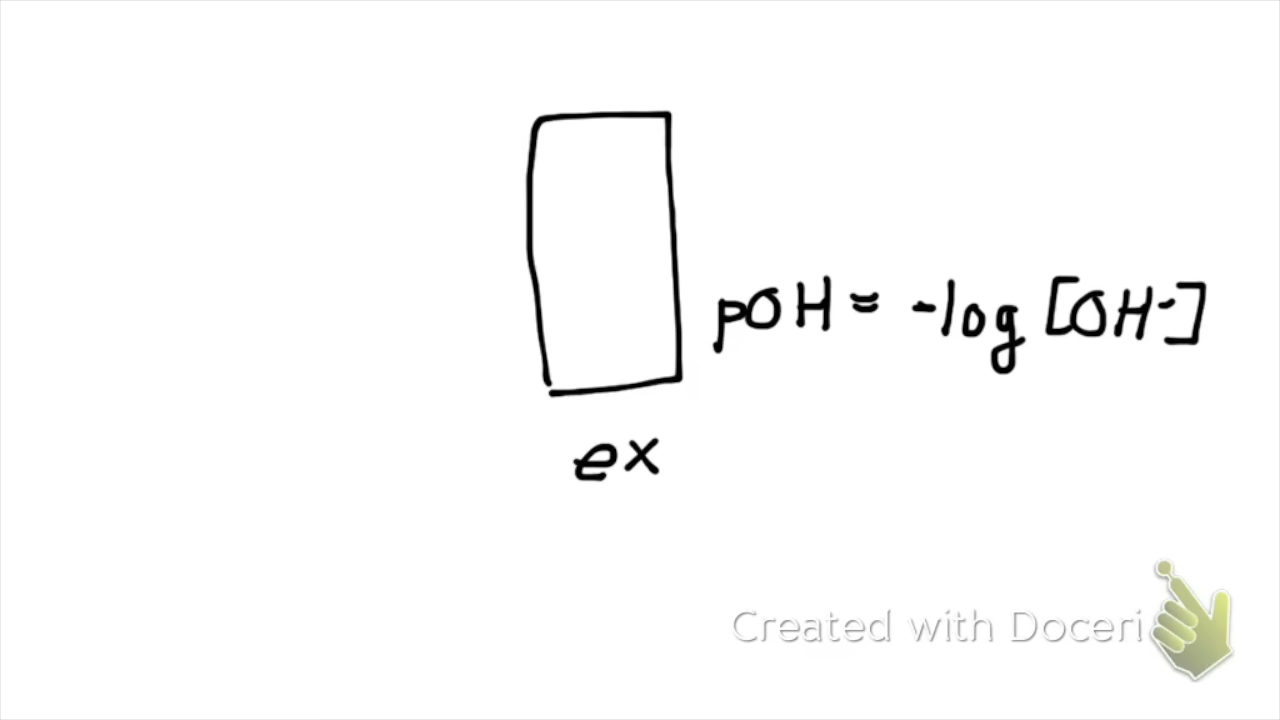 pOH = -log [OH⁻]
ex
Created with Doceri